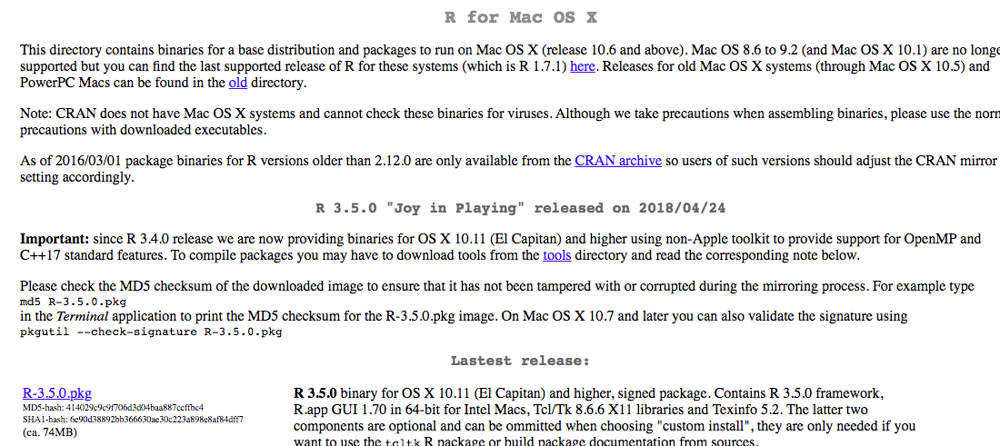 R for Mac OS X
This directory contains binaries for a base distribution and packages to run on Mac OS X (release 10.6 and above). Mac OS 8.6 to 9.2 (and Mac OS X 10.1) are no longe
supported but you can find the last supported release of R for these systems (which is R 1.7.1) here. Releases for old Mac OS X systems (through Mac OS X 10.5) and
PowerPC Macs can be found in the old directory.
Note: CRAN does not have Mac OS X systems and cannot check these binaries for viruses. Although we take precautions when assembling binaries, please use the norn
precautions with downloaded executables.
As of 2016/03/01 package binaries for R versions older than 2.12.0 are only available from the CRAN archive so users of such versions should adjust the CRAN mirror
setting accordingly.
R 3.5.0 "Joy in Playing" released on 2018/04/24
Important: since R 3.4.0 release we are now providing binaries for OS X 10.11 (El Capitan) and higher using non-Apple toolkit to provide support for OpenMP and
C++17 standard features. To compile packages you may have to download tools from the tools directory and read the corresponding note below.
Please check the MD5 checksum of the downloaded image to ensure that it has not been tampered with or corrupted during the mirroring process. For example type
md5 R-3.5.0.pkg
in the Terminal application to print the MD5 checksum for the R-3.5.0.pkg image. On Mac OS X 10.7 and later you can also validate the signature using
pkgutil --check-signature R-3.5.0.pkg
Lastest release:
R-3.5.0.pkg
MD5-hash: 414029c9c9f706d3d04baa887ccffbc4
SHA1-hash: 6e90d38892bb366630ae30c223a898e8af84dff7
(ca. 74MB)
R 3.5.0 binary for OS X 10.11 (El Capitan) and higher, signed package. Contains R 3.5.0 framework,
R.app GUI 1.70 in 64-bit for Intel Macs, Tcl/Tk 8.6.6 X11 libraries and Texinfo 5.2. The latter two
components are optional and can be ommitted when choosing "custom install", they are only needed if you
want to use the tcltk R package or build package documentation from sources.